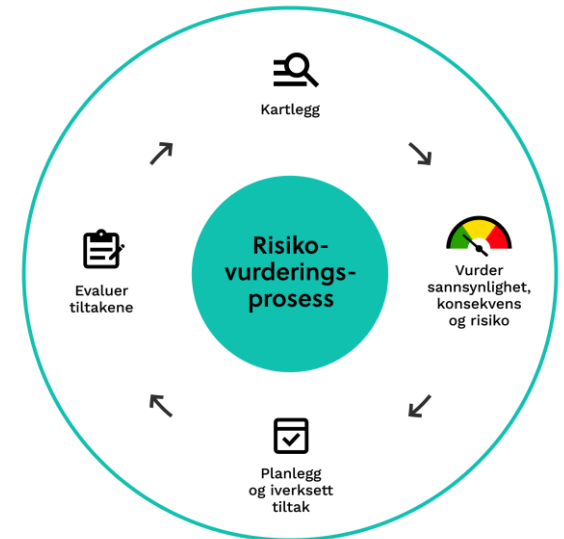 Kartlegg
Risiko-
vurderings-
prosess
Vurder
sannsynlighet,
konsekvens
og risiko
Evaluer
tiltakene
Planlegg
og iverksett
tiltak